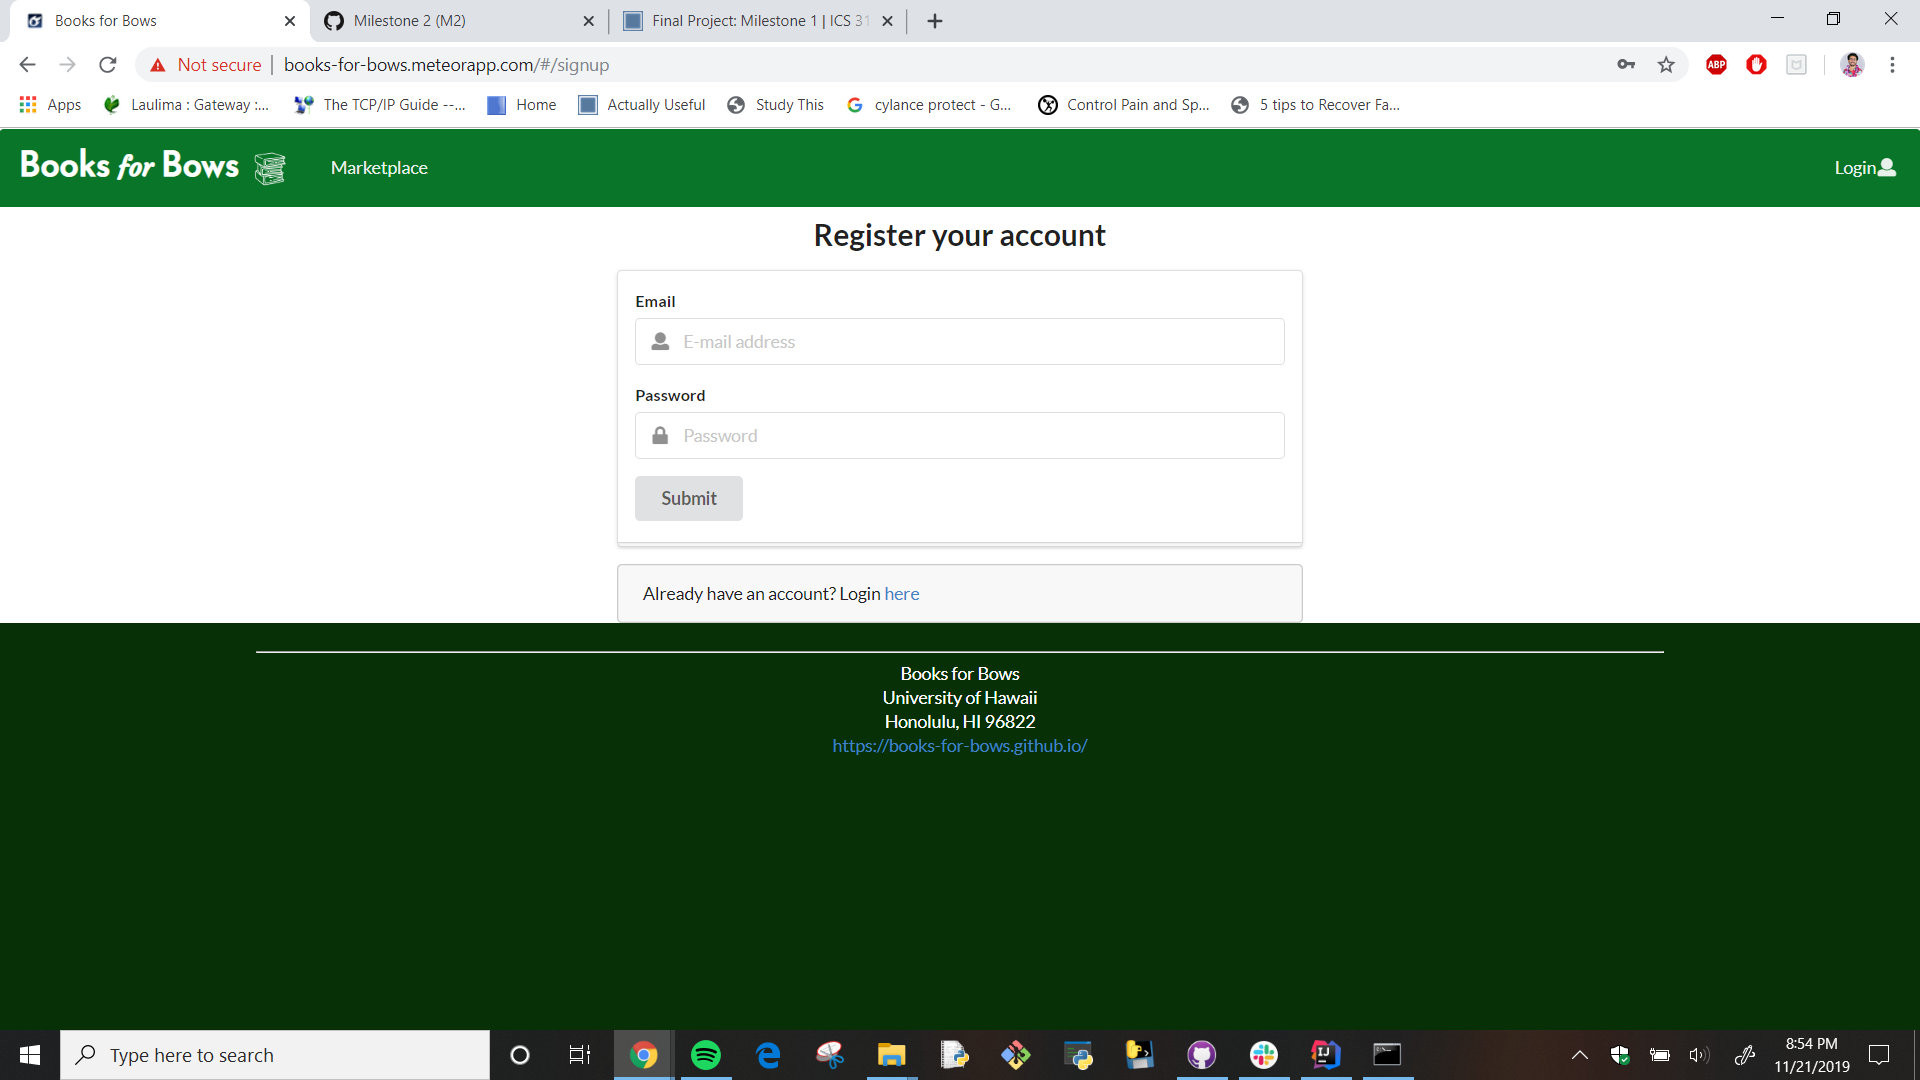 Books for Bows
Milestone 2 (M2)
Final Project: Milestone 1 | ICS 31
Not secure
books-for-bows.meteorapp.com/#/signup
ABP
Apps
Laulima : Gateway :...
The TCP/IP Guide --...
Home
Actually Useful
Study This
cylance protect - G...
Control Pain and Sp...
5 tips to Recover Fa...
Books for Bows
Marketplace
Login
Register your account
Email
E-mail address
Password
Password
Submit
Already have an account? Login here
Books for Bows
University of Hawaii
Honolulu, HI 96822
https://books-for-bows.github.io/
Type here to search
IJ
8:54 PM
11/21/2019